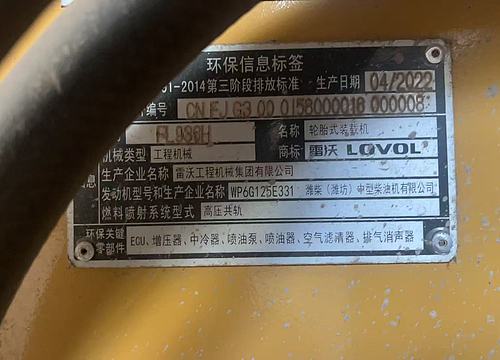 环保信息标签
1-2014第三阶段排放标准 生产日期 04/2022
编号 CN FJ G3 00 0158000016 000008
FL936H 名称 轮胎式装载机
机械类型 工程机械 商标 雷沃 LOVOL
信息 生产企业名称 雷沃工程机械集团有限公司
发动机型号和生产企业名称 WP6G125E331 潍柴（潍坊）中型柴油机有限公司
燃料喷射系统型式 高压共轨
环保关键零部件 ECU、增压器、中冷器、喷油泵、喷油器、空气滤清器、排气消声器